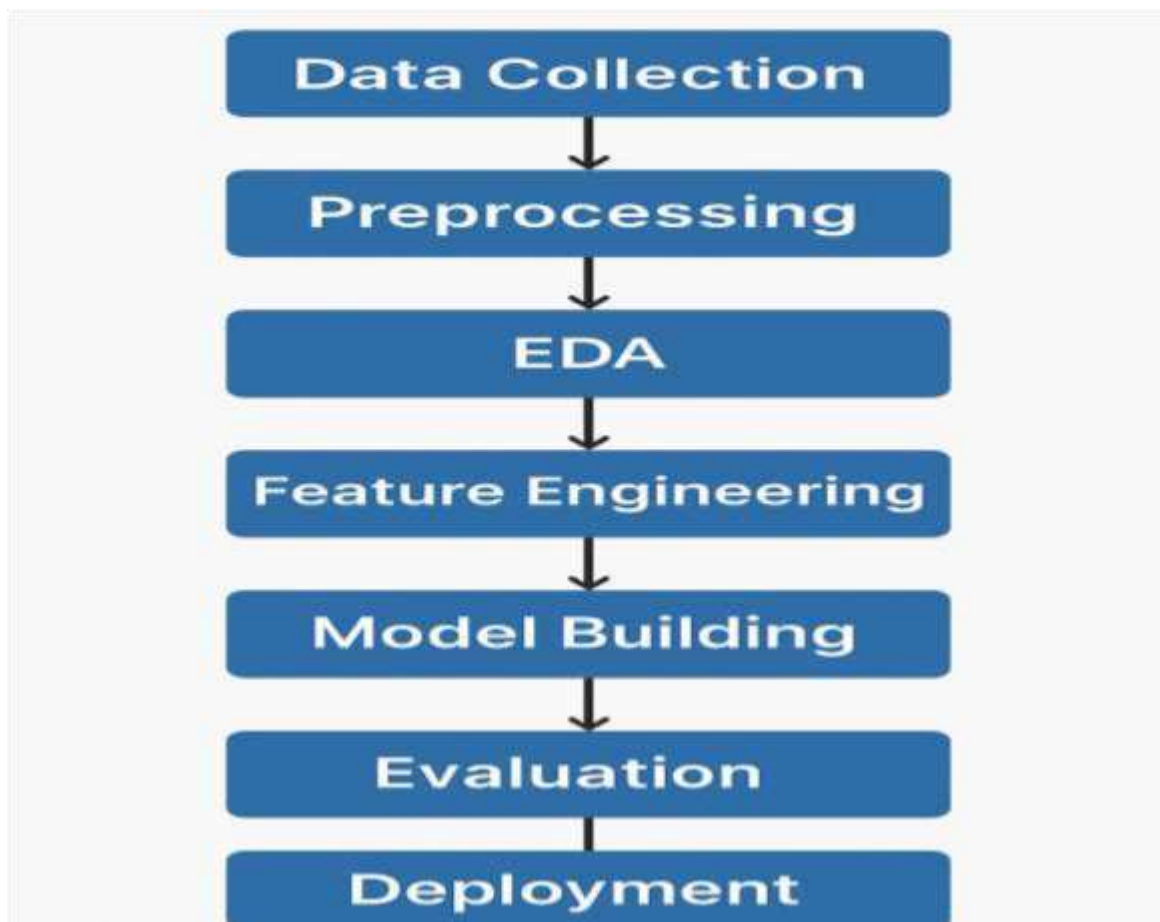 Data Collection
Preprocessing
EDA
Feature Engineering
Model Building
Evaluation
Deployment